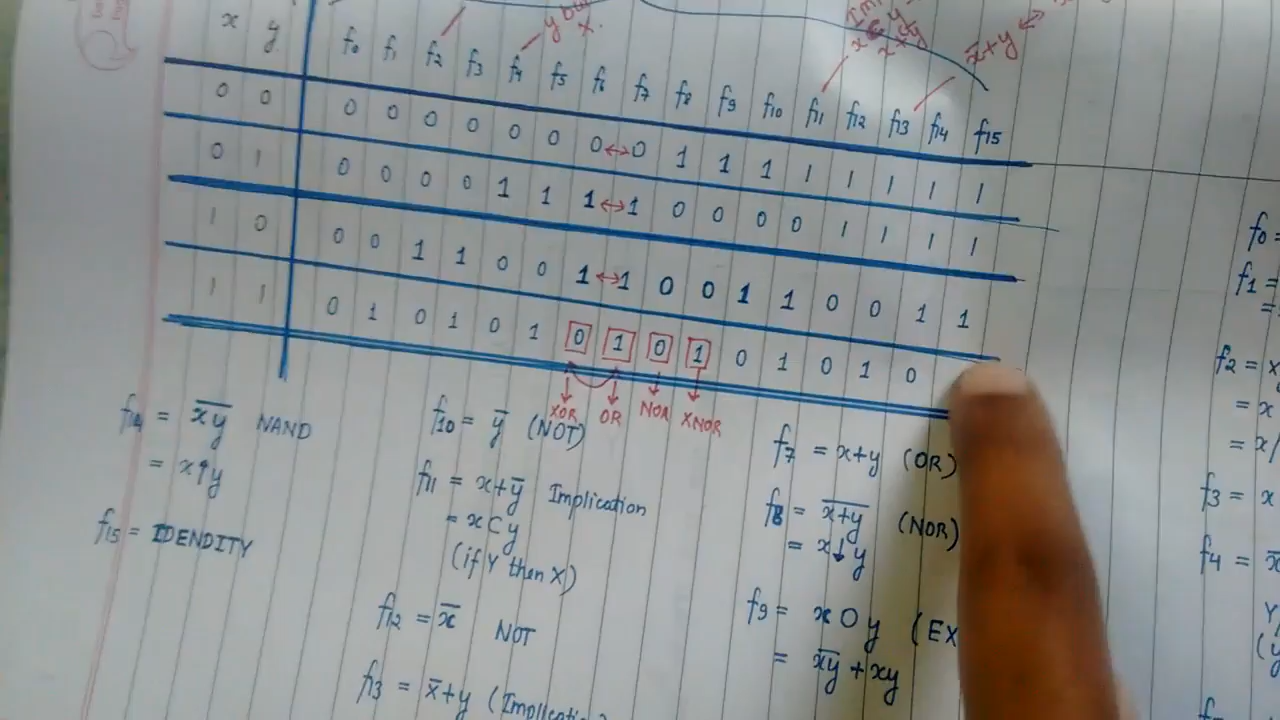 x y f0 f1 f2 f3 f4 f5 f6 f7 f8 f9 f10 f11 f12 f13 f14 f15
y but x.
x̄+y ↔
0 0 0 0 0 0 0 0 0↔0 1 1 1 1 1 1 1 1
0 1 0 0 0 0 1 1 1↔1 0 0 0 0 1 1 1 1
1 0 0 0 1 1 0 0 1↔1 0 0 1 1 0 0 1 1
1 1 0 1 0 1 0 1 0 1 0 1 0 1 0 1 0
XOR OR NOR XNOR
f14 = x̅y̅ NAND
= x↑y
f15 = IDENDITY
f10 = ȳ (NOT)
f11 = x+ȳ Implication
= x⊂y
(if Y then X)
f12 = x̄ NOT
f13 = x̄+y (Implication)
f7 = x+y (OR)
f8 = x̅+̅y̅ (NOR)
= x↓y
f9 = x O y (EX
= x̅y̅ + xy
f0 =
f1 =
=
f2 = x
= x
= x/
f3 = x
f4 = x̄
Y
(y